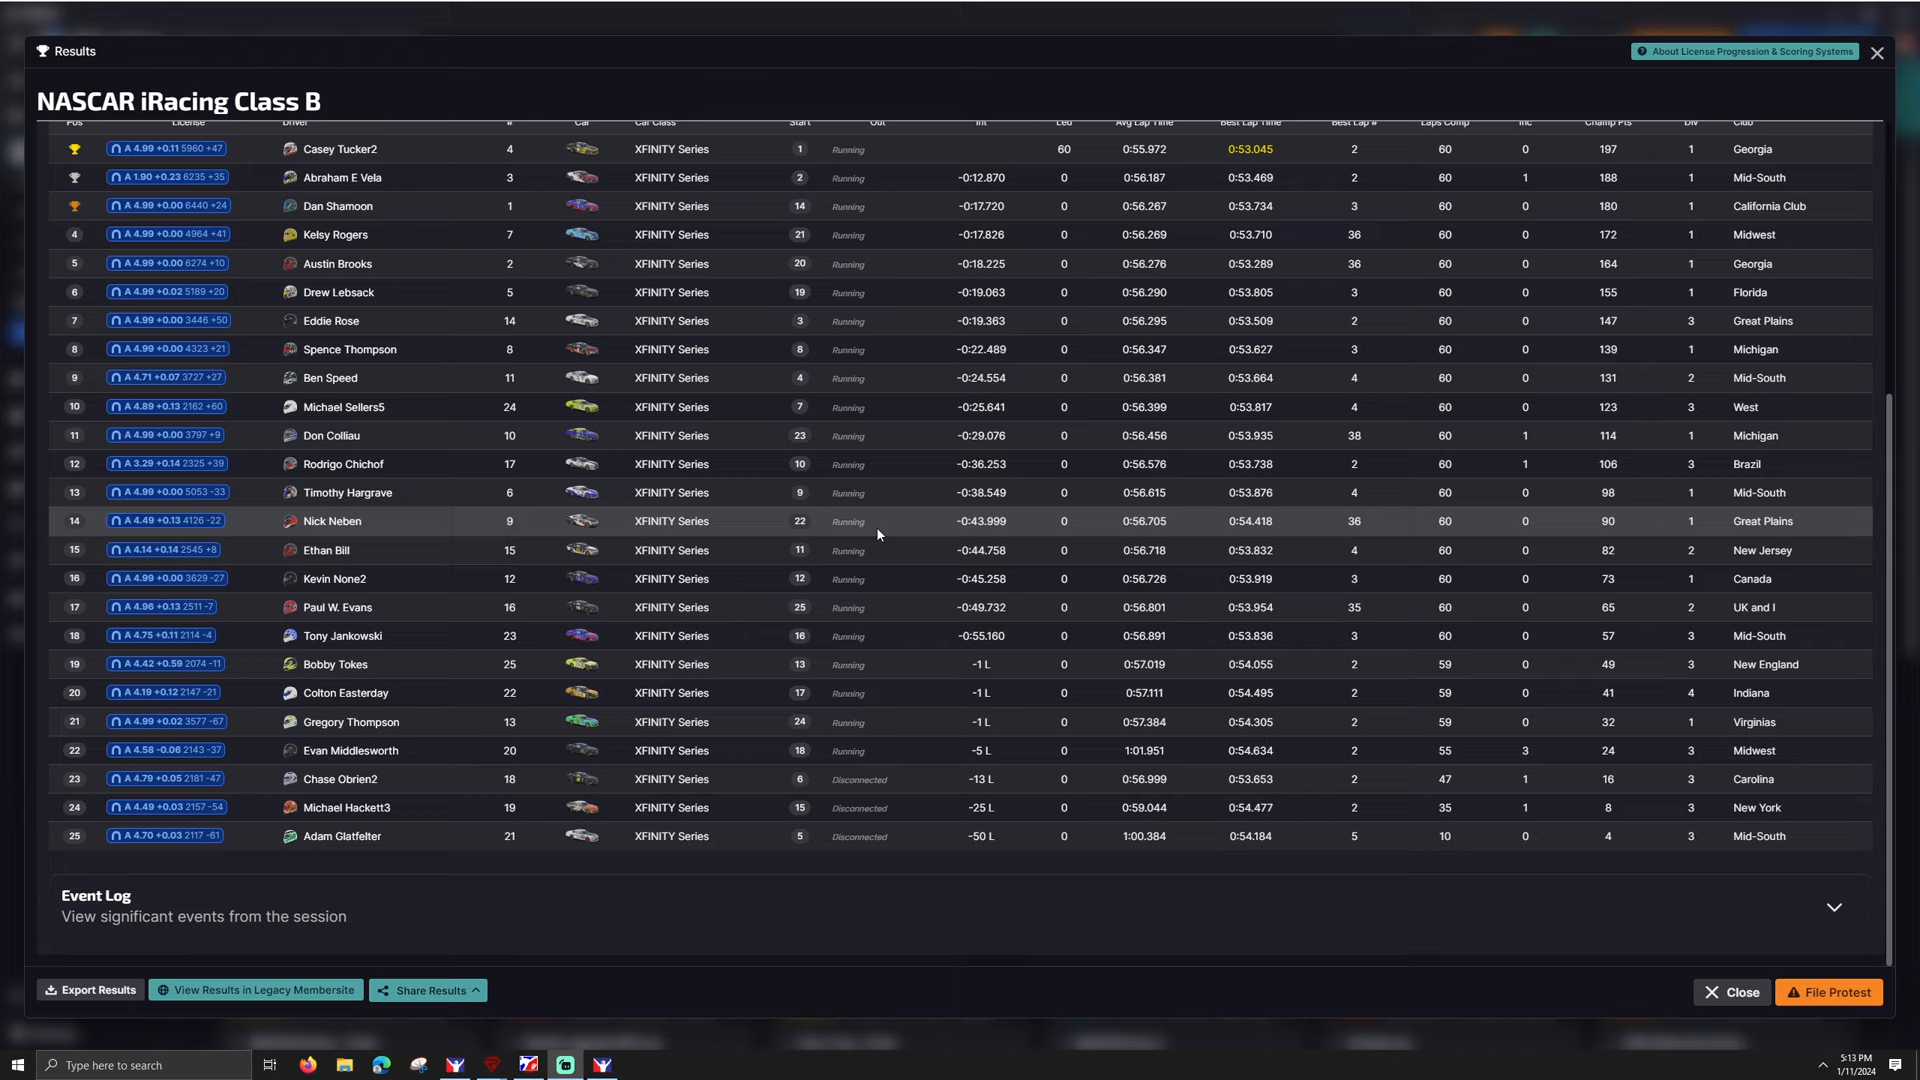 Results
About License Progression & Scoring Systems
NASCAR iRacing Class B
Pos License Driver # Car Car Class Start Out Int Led Avg Lap Time Best Lap Time Best Lap # Laps Comp Inc Champ Pts Div Club
A 4.99 +0.11 5960 +47 Casey Tucker2 4 XFINITY Series 1 Running 60 0:55.972 0:53.045 2 60 0 197 1 Georgia
A 1.90 +0.23 6235 +35 Abraham E Vela 3 XFINITY Series 2 Running -0:12.870 0 0:56.187 0:53.469 2 60 1 188 1 Mid-South
A 4.99 +0.00 6440 +24 Dan Shamoon 1 XFINITY Series 14 Running -0:17.720 0 0:56.267 0:53.734 3 60 0 180 1 California Club
4 A 4.99 +0.00 4964 +41 Kelsy Rogers 7 XFINITY Series 21 Running -0:17.826 0 0:56.269 0:53.710 36 60 0 172 1 Midwest
5 A 4.99 +0.00 6274 +10 Austin Brooks 2 XFINITY Series 20 Running -0:18.225 0 0:56.276 0:53.289 36 60 0 164 1 Georgia
6 A 4.99 +0.02 5189 +20 Drew Lebsack 5 XFINITY Series 19 Running -0:19.063 0 0:56.290 0:53.805 3 60 0 155 1 Florida
7 A 4.99 +0.00 3446 +50 Eddie Rose 14 XFINITY Series 3 Running -0:19.363 0 0:56.295 0:53.509 2 60 0 147 3 Great Plains
8 A 4.99 +0.00 4323 +21 Spence Thompson 8 XFINITY Series 8 Running -0:22.489 0 0:56.347 0:53.627 3 60 0 139 1 Michigan
9 A 4.71 +0.07 3727 +27 Ben Speed 11 XFINITY Series 4 Running -0:24.554 0 0:56.381 0:53.664 4 60 0 131 2 Mid-South
10 A 4.89 +0.13 2162 +60 Michael Sellers5 24 XFINITY Series 7 Running -0:25.641 0 0:56.399 0:53.817 4 60 0 123 3 West
11 A 4.99 +0.00 3797 +9 Don Colliau 10 XFINITY Series 23 Running -0:29.076 0 0:56.456 0:53.935 38 60 1 114 1 Michigan
12 A 3.29 +0.14 2325 +39 Rodrigo Chichof 17 XFINITY Series 10 Running -0:36.253 0 0:56.576 0:53.738 2 60 1 106 3 Brazil
13 A 4.99 +0.00 5053 -33 Timothy Hargrave 6 XFINITY Series 9 Running -0:38.549 0 0:56.615 0:53.876 4 60 0 98 1 Mid-South
14 A 4.49 +0.13 4126 -22 Nick Neben 9 XFINITY Series 22 Running -0:43.999 0 0:56.705 0:54.418 36 60 0 90 1 Great Plains
15 A 4.14 +0.14 2545 +8 Ethan Bill 15 XFINITY Series 11 Running -0:44.758 0 0:56.718 0:53.832 4 60 0 82 2 New Jersey
16 A 4.99 +0.00 3629 -27 Kevin None2 12 XFINITY Series 12 Running -0:45.258 0 0:56.726 0:53.919 3 60 0 73 1 Canada
17 A 4.96 +0.13 2511 -7 Paul W. Evans 16 XFINITY Series 25 Running -0:49.732 0 0:56.801 0:53.954 35 60 0 65 2 UK and I
18 A 4.75 +0.11 2114 -4 Tony Jankowski 23 XFINITY Series 16 Running -0:55.160 0 0:56.891 0:53.836 3 60 0 57 3 Mid-South
19 A 4.42 +0.59 2074 -11 Bobby Tokes 25 XFINITY Series 13 Running -1 L 0 0:57.019 0:54.055 2 59 0 49 3 New England
20 A 4.19 +0.12 2147 -21 Colton Easterday 22 XFINITY Series 17 Running -1 L 0 0:57.111 0:54.495 2 59 0 41 4 Indiana
21 A 4.99 +0.02 3577 -67 Gregory Thompson 13 XFINITY Series 24 Running -1 L 0 0:57.384 0:54.305 2 59 0 32 1 Virginias
22 A 4.58 -0.06 2143 -37 Evan Middlesworth 20 XFINITY Series 18 Running -5 L 0 1:01.951 0:54.634 2 55 3 24 3 Midwest
23 A 4.79 +0.05 2181 -47 Chase Obrien2 18 XFINITY Series 6 Disconnected -13 L 0 0:56.999 0:53.653 2 47 1 16 3 Carolina
24 A 4.49 +0.03 2157 -54 Michael Hackett3 19 XFINITY Series 15 Disconnected -25 L 0 0:59.044 0:54.477 2 35 1 8 3 New York
25 A 4.70 +0.03 2117 -61 Adam Glatfelter 21 XFINITY Series 5 Disconnected -50 L 0 1:00.384 0:54.184 5 10 0 4 3 Mid-South
Event Log
View significant events from the session
Export Results View Results in Legacy Membersite Share Results Close File Protest
Type here to search
5:13 PM
1/11/2024